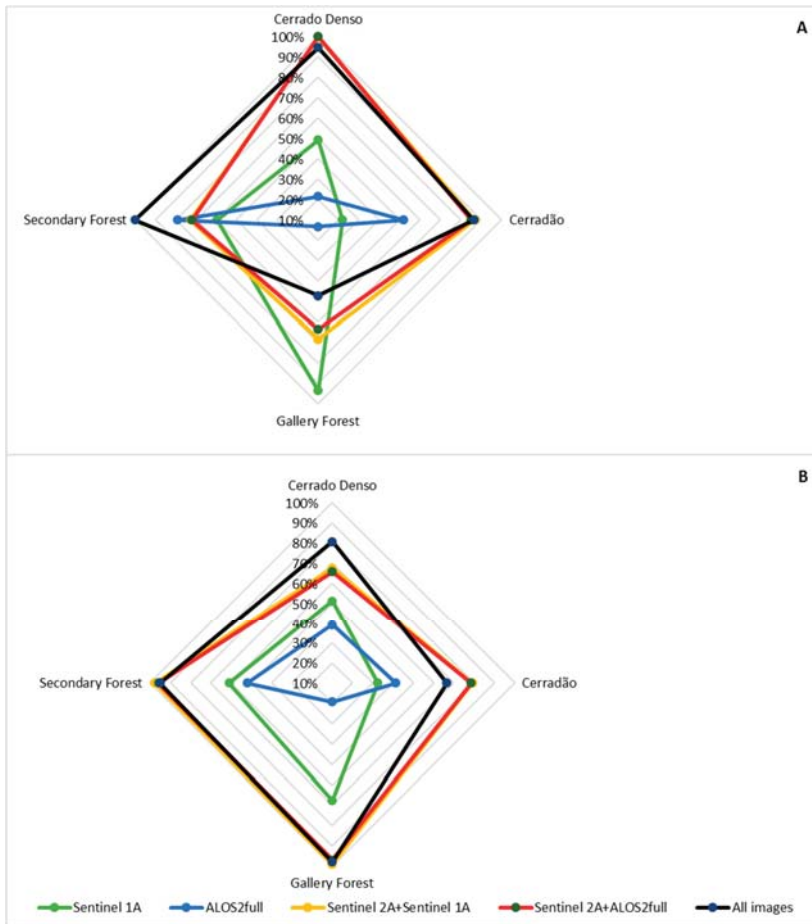 A
Cerrado Denso
100%
90%
80%
70%
60%
50%
40%
30%
20%
10%
Secondary Forest
Cerradão
Gallery Forest
B
Cerrado Denso
100%
90%
80%
70%
60%
50%
40%
30%
20%
10%
Secondary Forest
Cerradão
Gallery Forest
Sentinel 1A ALOS2full Sentinel 2A+Sentinel 1A Sentinel 2A+ALOS2full All images